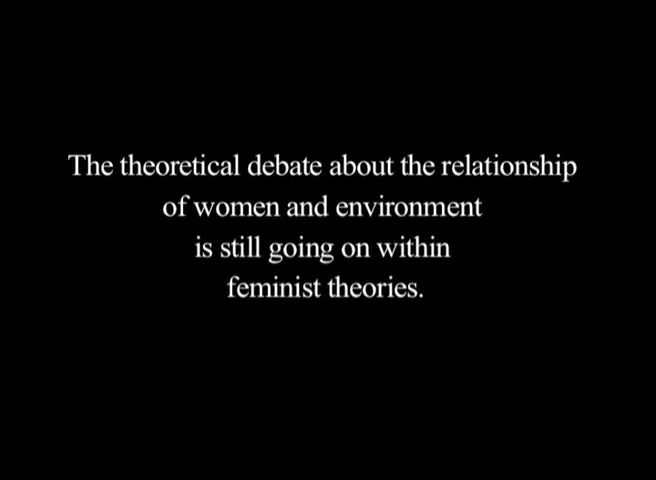 The theoretical debate about the relationship
of women and environment
is still going on within
feminist theories.